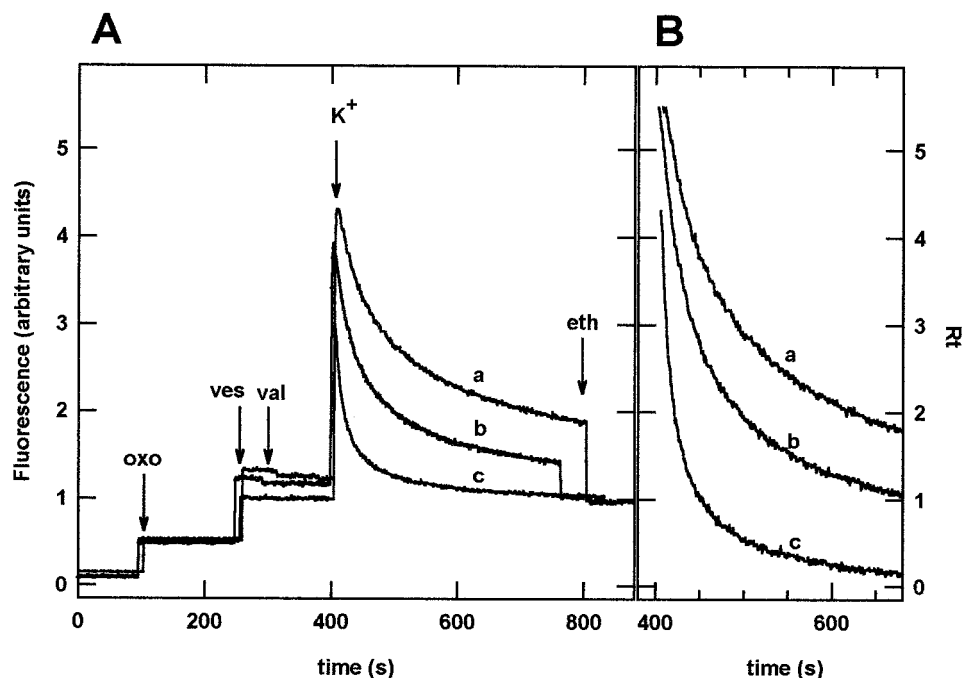 A
B
K+
eth
ves val
oxo
a
b
c
a
b
c
5
4
3
2
1
0
5
4
3
2
1
0
Fluorescence (arbitrary units)
Rt
0 200 400 600 800
400 600
time (s)
time (s)